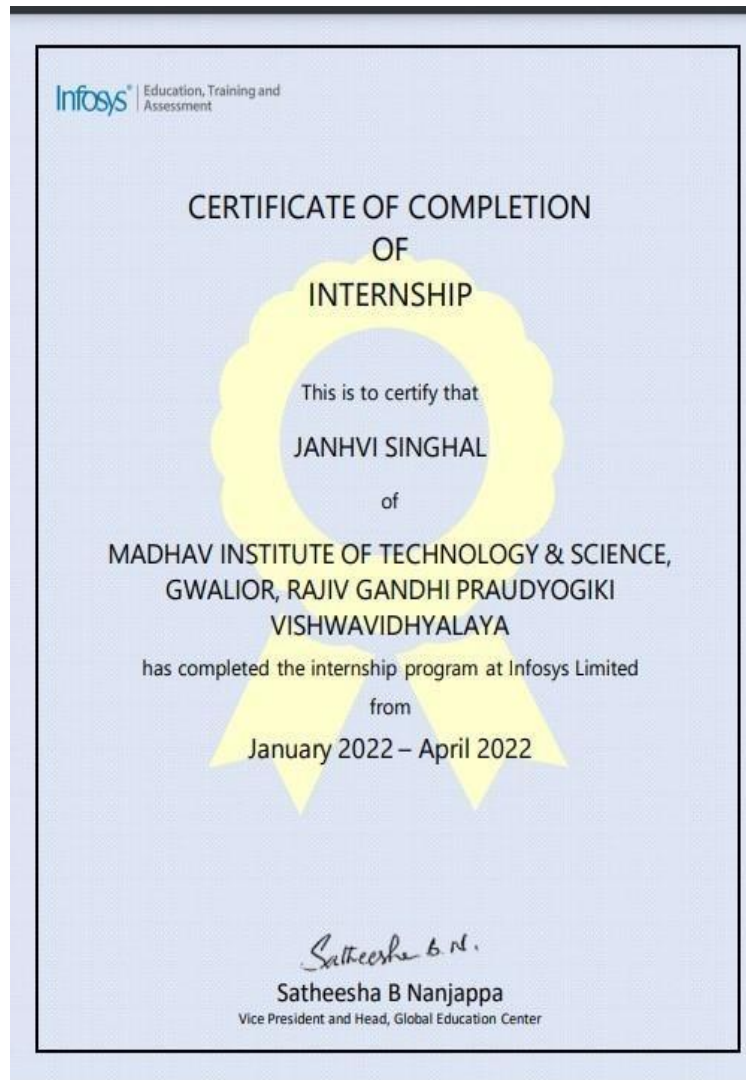 Infosys® | Education, Training and
Assessment
CERTIFICATE OF COMPLETION
OF
INTERNSHIP
This is to certify that
JANHVI SINGHAL
of
MADHAV INSTITUTE OF TECHNOLOGY & SCIENCE,
GWALIOR, RAJIV GANDHI PRAUDYOGIKI
VISHWAVIDHYALAYA
has completed the internship program at Infosys Limited
from
January 2022 – April 2022
Satheesha B. N.
Satheesha B Nanjappa
Vice President and Head, Global Education Center